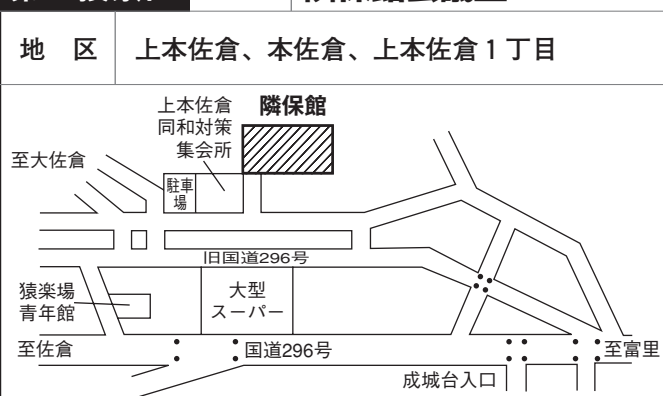 地 区 上本佐倉、本佐倉、上本佐倉1丁目
上本佐倉
同和対策
集会所
隣保館
至大佐倉
駐車
場
旧国道296号
猿楽場
青年館
大型
スーパー
至佐倉
国道296号
至富里
成城台入口